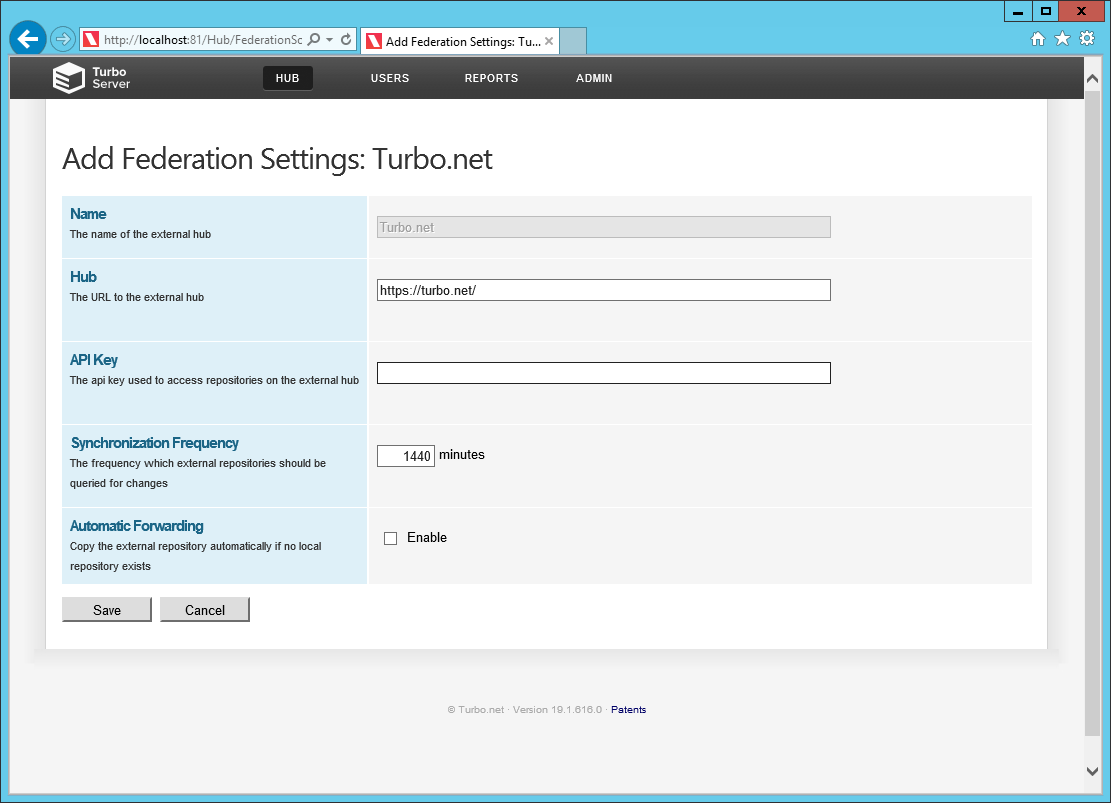 http://localhost:81/Hub/FederationSc
Add Federation Settings: Tu...
Turbo
Server
HUB
USERS
REPORTS
ADMIN
Add Federation Settings: Turbo.net
Name
The name of the external hub
Turbo.net
Hub
The URL to the external hub
https://turbo.net/
API Key
The api key used to access repositories on the external hub
Synchronization Frequency
The frequency which external repositories should be
queried for changes
1440 minutes
Automatic Forwarding
Copy the external repository automatically if no local
repository exists
Enable
Save
Cancel
© Turbo.net · Version 19.1.616.0 · Patents